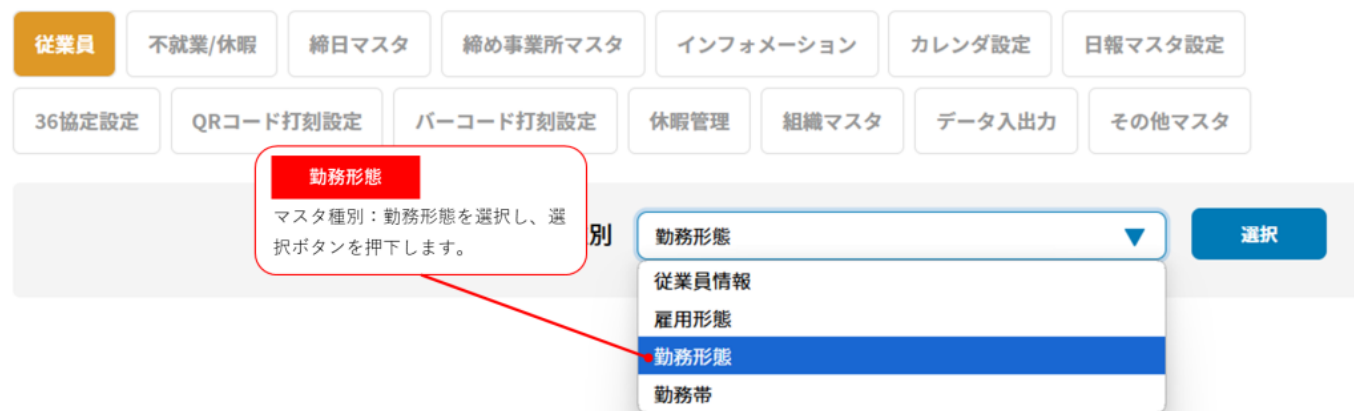 従業員
不就業/休暇
締日マスタ
締め事業所マスタ
インフォメーション
カレンダ設定
日報マスタ設定
36協定設定
QRコード打刻設定
バーコード打刻設定
休暇管理
組織マスタ
データ入出力
その他マスタ
勤務形態
マスタ種別：勤務形態を選択し、選
択ボタンを押下します。
別
勤務形態
選択
従業員情報
雇用形態
勤務形態
勤務帯